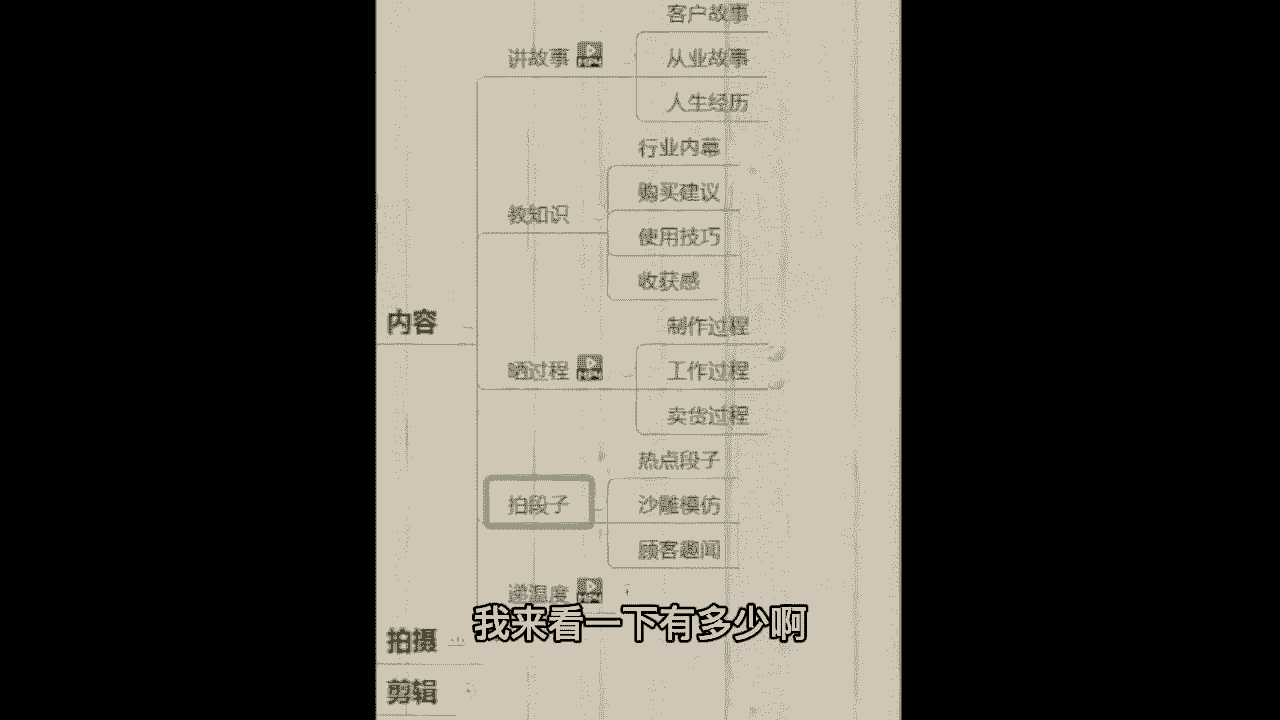 客户故事
讲故事
从业故事
人生经历
行业内幕
购买建议
教知识
使用技巧
收获感
内容
制作过程
晒过程
工作过程
卖货过程
热点段子
拍段子
沙雕模仿
顾客趣闻
递温度
我来看一下有多少啊
拍摄
剪辑